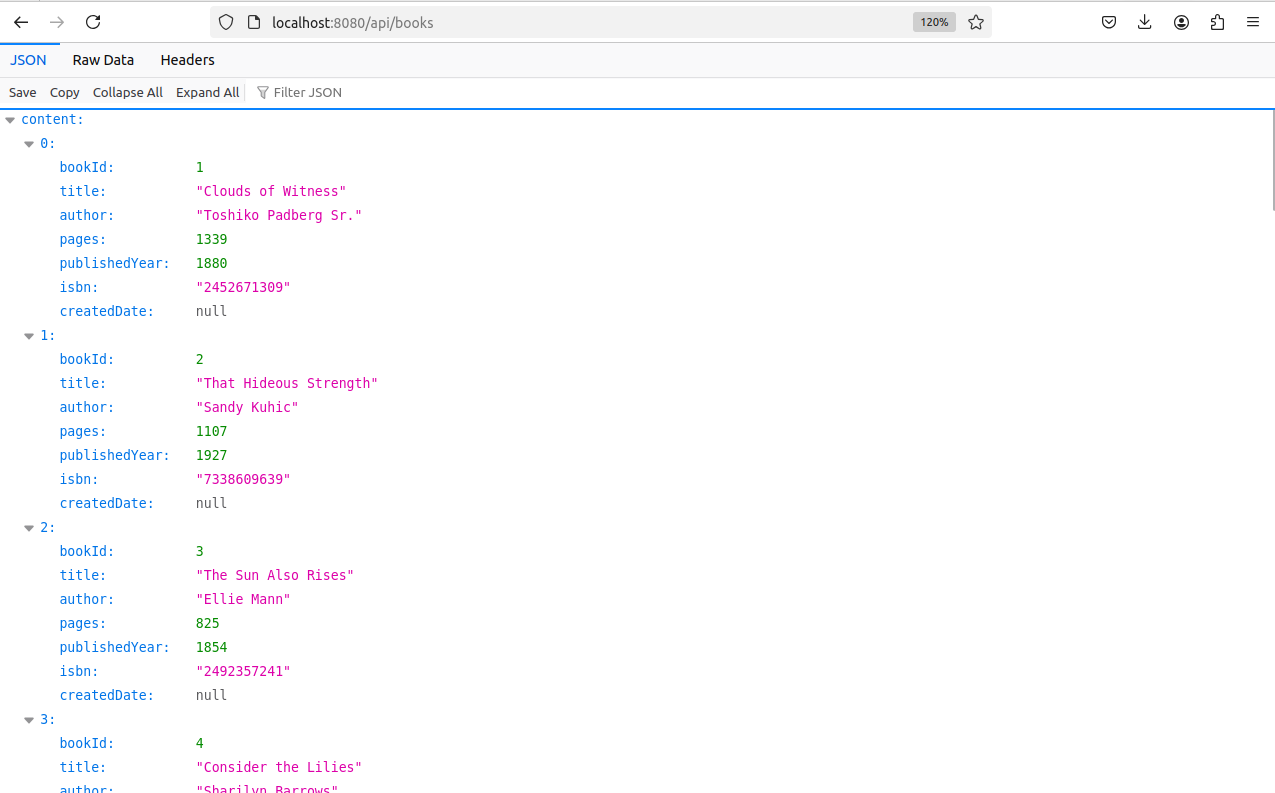 localhost:8080/api/books 120%
JSON Raw Data Headers
Save Copy Collapse All Expand All Filter JSON
content:
0:
bookId: 1
title: "Clouds of Witness"
author: "Toshiko Padberg Sr."
pages: 1339
publishedYear: 1880
isbn: "2452671309"
createdDate: null
1:
bookId: 2
title: "That Hideous Strength"
author: "Sandy Kuhic"
pages: 1107
publishedYear: 1927
isbn: "7338609639"
createdDate: null
2:
bookId: 3
title: "The Sun Also Rises"
author: "Ellie Mann"
pages: 825
publishedYear: 1854
isbn: "2492357241"
createdDate: null
3:
bookId: 4
title: "Consider the Lilies"
author: "Sharilyn Barrows"